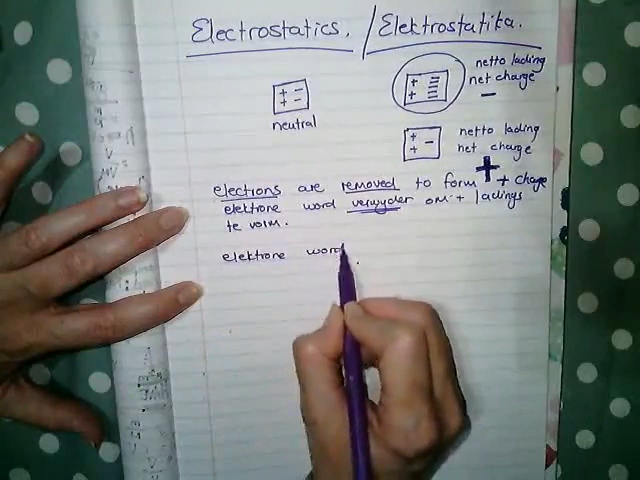 Electrostatics. / Elektrostatika.
+ -
+ -
neutral
+
+
netto lading
net charge
-
+ -
+
netto lading
net charge
+
elections are removed to form + charge
elektrone word verwyder om + ladings
te vorm.
elektrone word